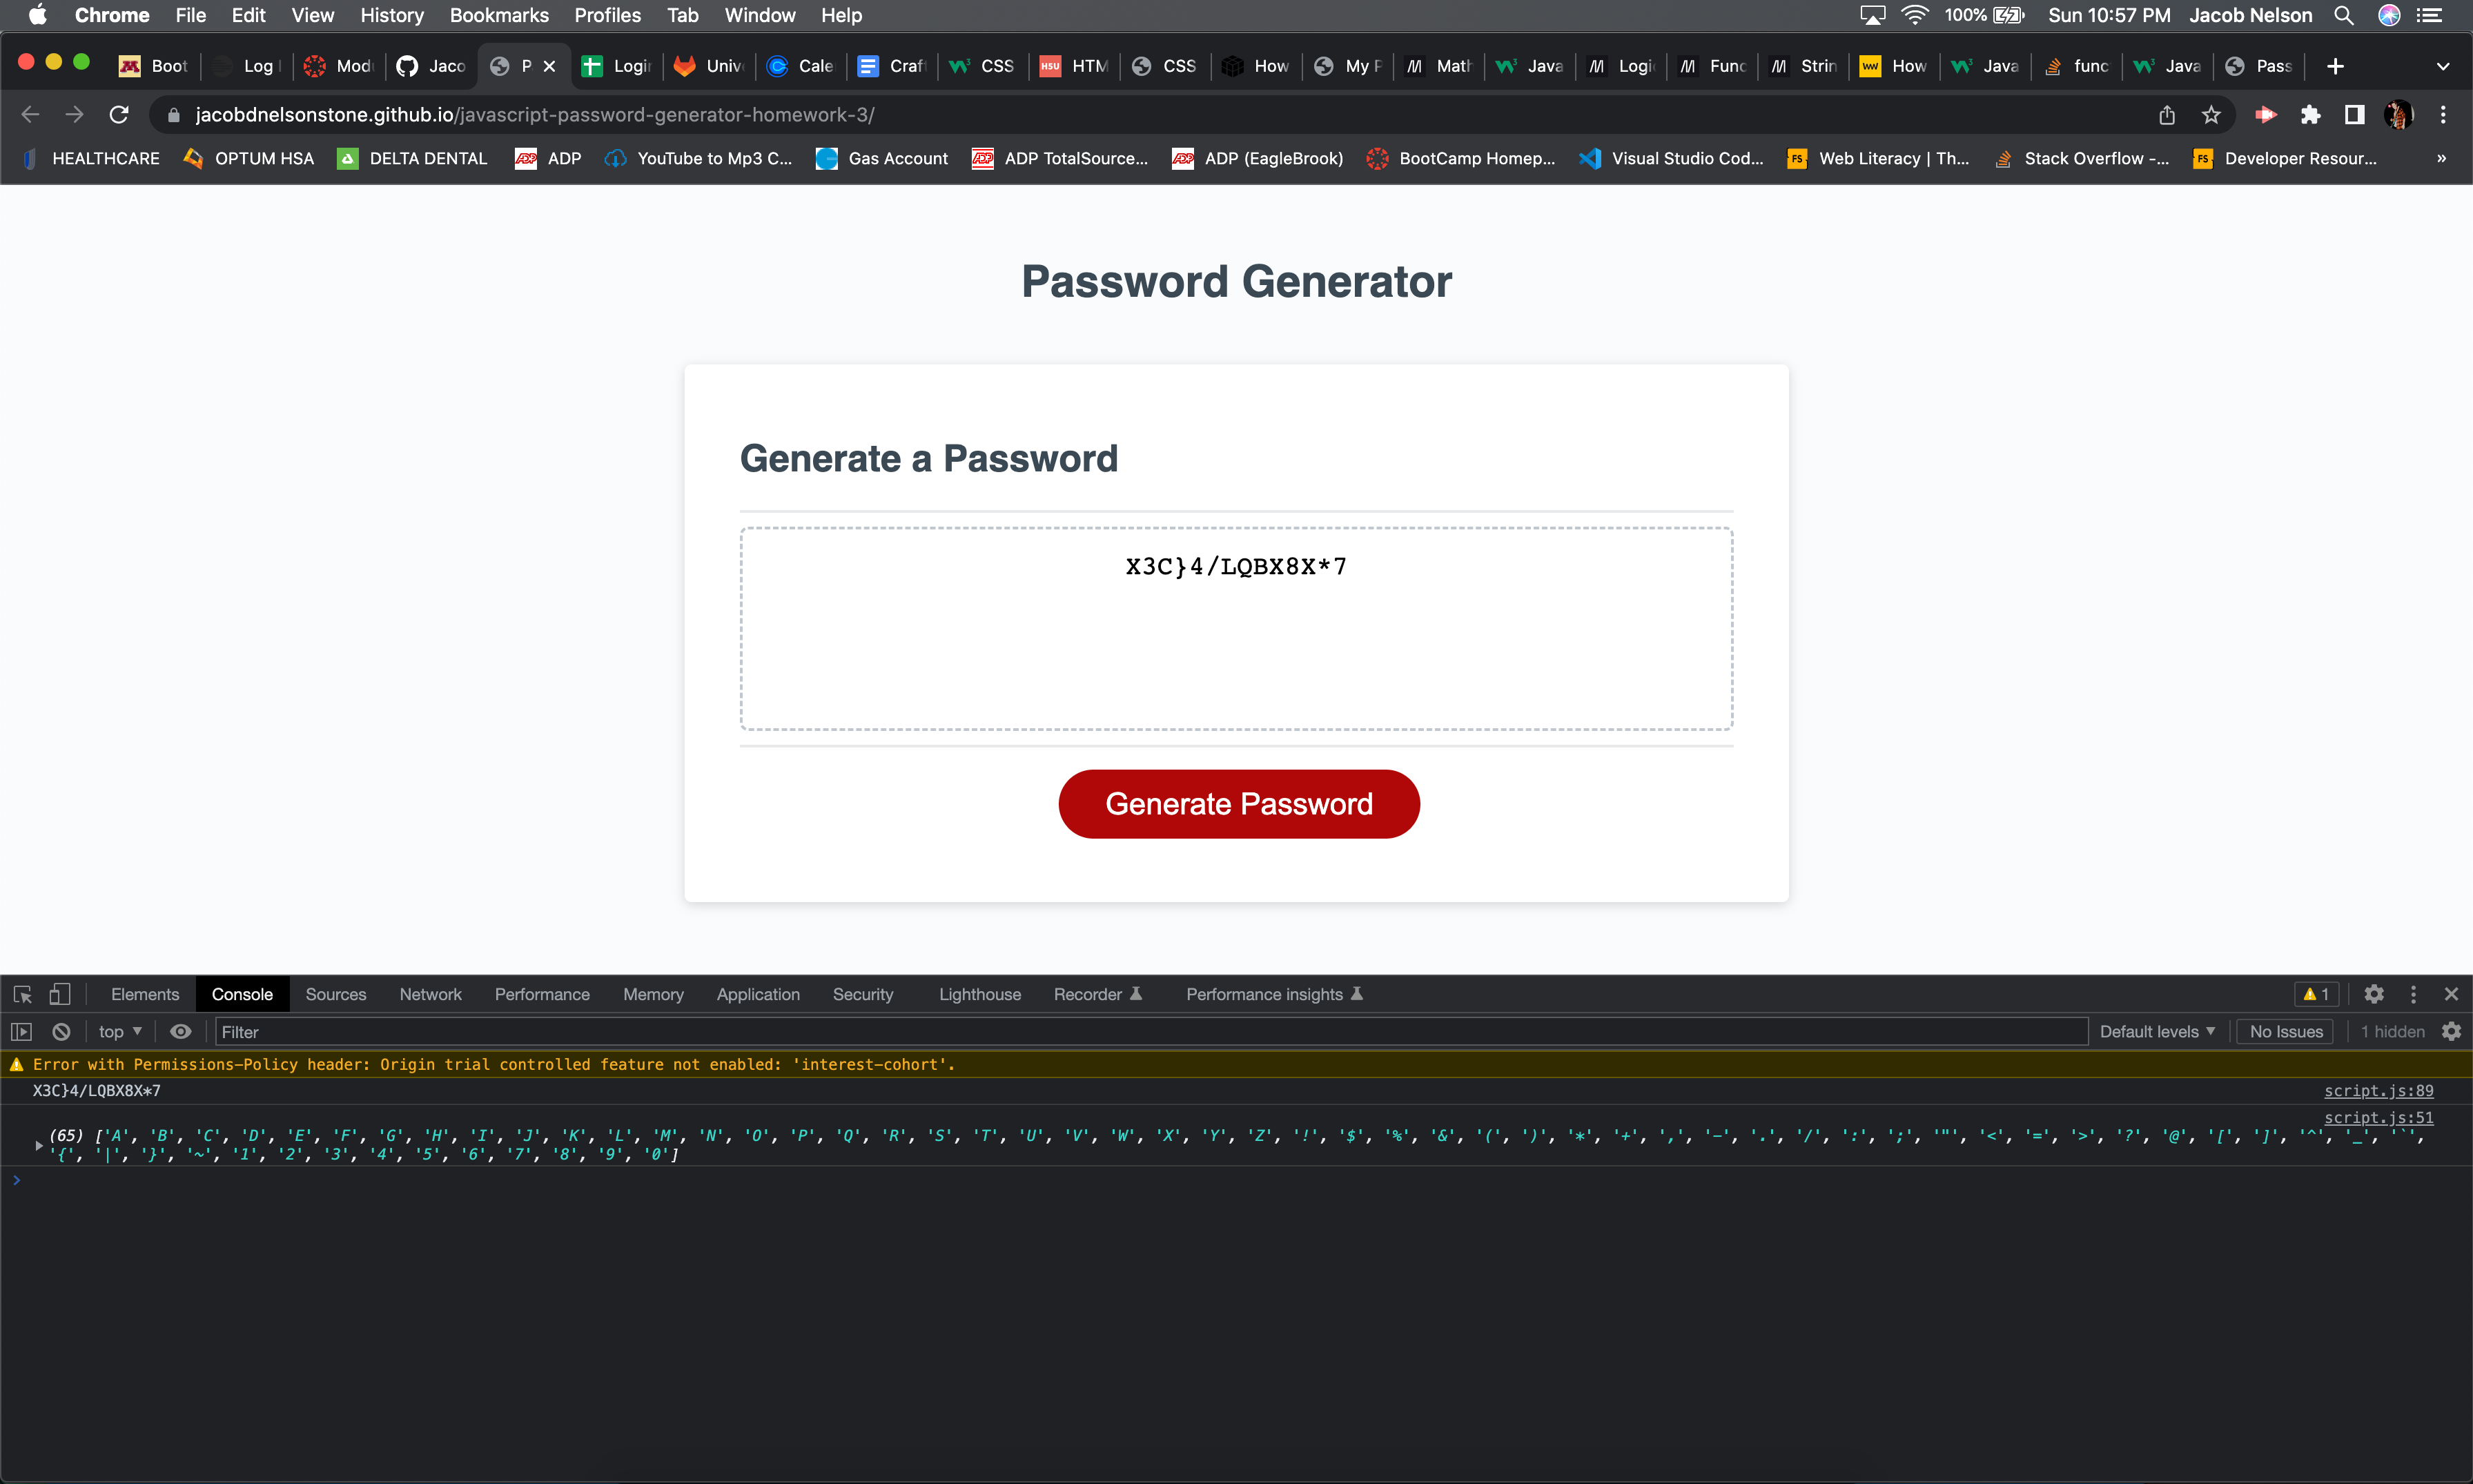 Chrome File Edit View History Bookmarks Profiles Tab Window Help 100% Sun 10:57 PM Jacob Nelson
Boot Log Modu Jaco P Login Unive Cale Craf CSS HTM CSS How My P Math Java Logi Func Strin How Java func Java Pass
jacobdnelsonstone.github.io/javascript-password-generator-homework-3/
HEALTHCARE OPTUM HSA DELTA DENTAL ADP YouTube to Mp3 C... Gas Account ADP TotalSource... ADP (EagleBrook) BootCamp Homep... Visual Studio Cod... Web Literacy | Th... Stack Overflow -... Developer Resour... »
Password Generator
Generate a Password
X3C}4/LQBX8X*7
Generate Password
Elements Console Sources Network Performance Memory Application Security Lighthouse Recorder Performance insights 1
top Filter Default levels No Issues 1 hidden
Error with Permissions-Policy header: Origin trial controlled feature not enabled: 'interest-cohort'.
X3C}4/LQBX8X*7 script.js:89
script.js:51
(65) ['A', 'B', 'C', 'D', 'E', 'F', 'G', 'H', 'I', 'J', 'K', 'L', 'M', 'N', 'O', 'P', 'Q', 'R', 'S', 'T', 'U', 'V', 'W', 'X', 'Y', 'Z', '!', '$', '%', '&', '(', ')', '*', '+', ',', '-', '.', '/', ':', ';', '"', '<', '=', '>', '?', '@', '[', ']', '^', '_', '`',
'{', '|', '}', '~', '1', '2', '3', '4', '5', '6', '7', '8', '9', '0']